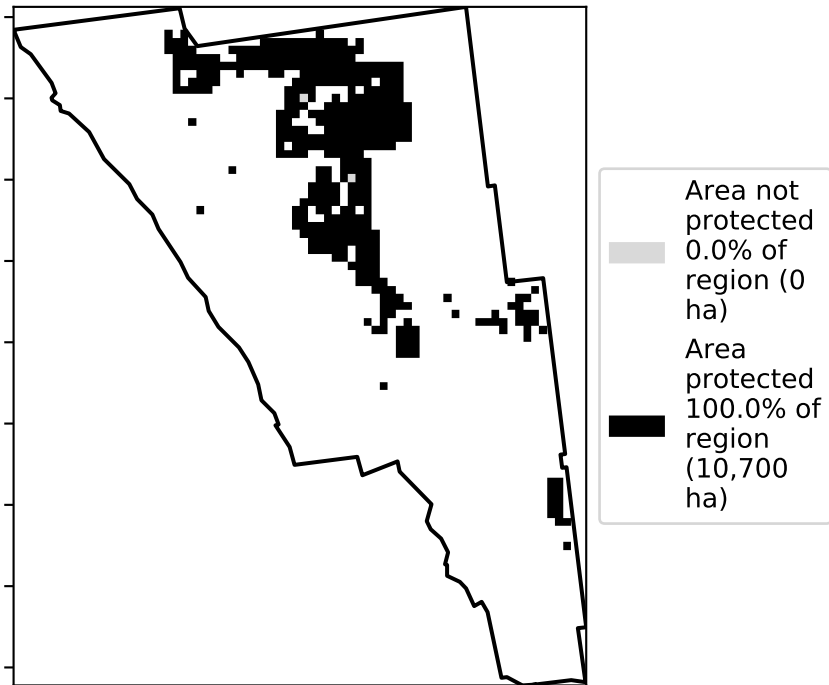 Area not
protected
0.0% of
region (0
ha)
Area
protected
100.0% of
region
(10,700
ha)